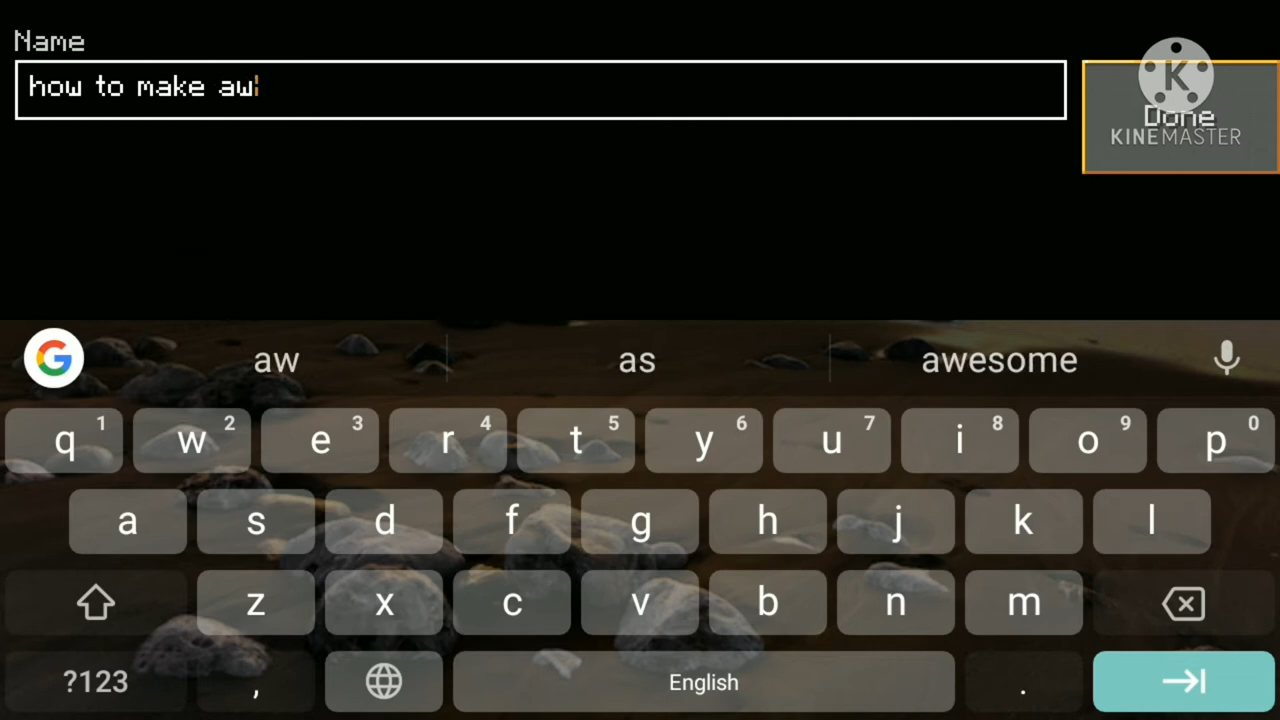 Name
how to make aw
K
Done
KINEMASTER
G aw as awesome
q 1 w 2 e 3 r 4 t 5 y 6 u 7 i 8 o 9 p 0
a s d f g h j k l
z x c v b n m
?123 , English .